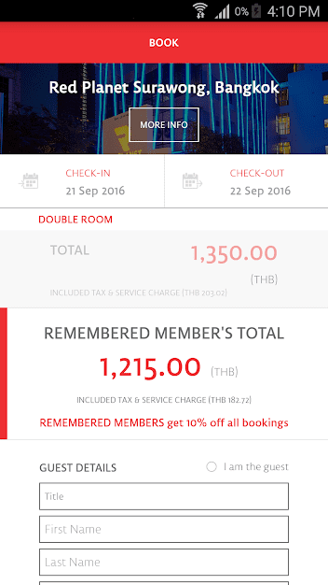 0% 4:10 PM
BOOK
Red Planet Surawong, Bangkok
MORE INFO
CHECK-IN
21 Sep 2016
CHECK-OUT
22 Sep 2016
DOUBLE ROOM
TOTAL
1,350.00
(THB)
INCLUDED TAX & SERVICE CHARGE (THB 203.02)
REMEMBERED MEMBER'S TOTAL
1,215.00 (THB)
INCLUDED TAX & SERVICE CHARGE (THB 182.72)
REMEMBERED MEMBERS get 10% off all bookings
GUEST DETAILS
I am the guest
Title
First Name
Last Name